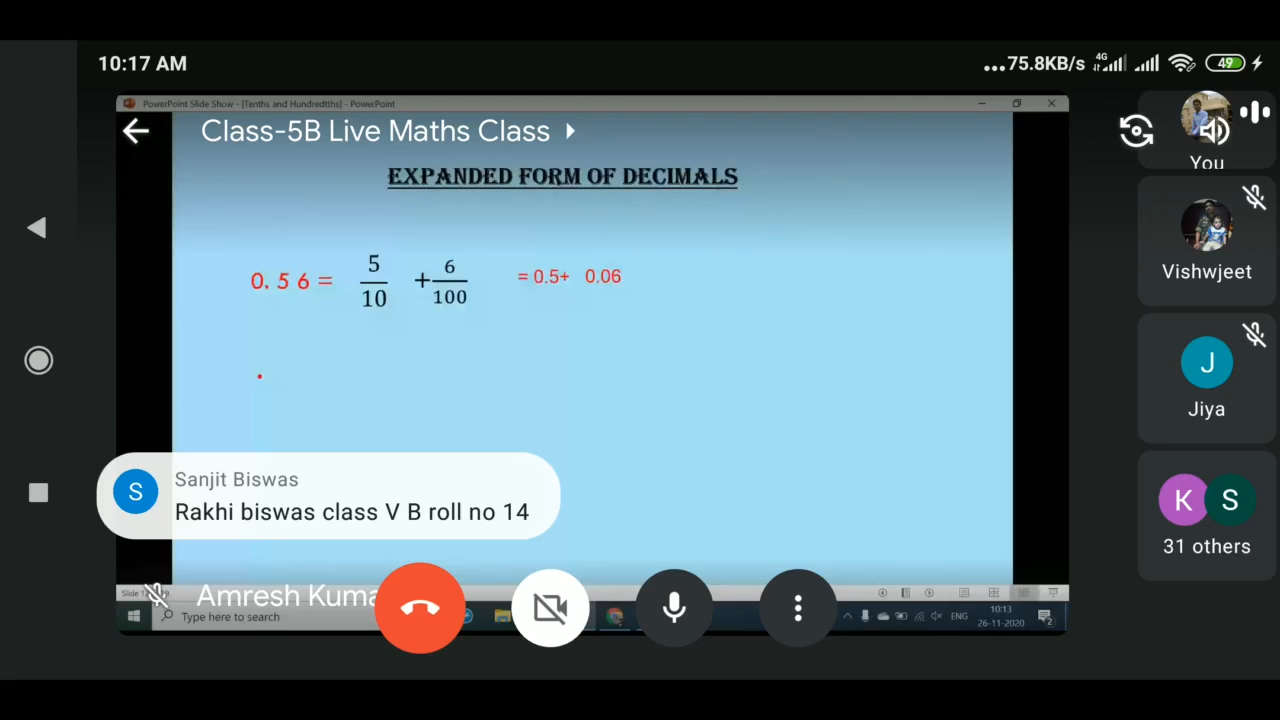 10:17 AM
...75.8KB/s 4G 49
PowerPoint Slide Show - [Tenths and Hundredtths] - PowerPoint
Class-5B Live Maths Class
You
EXPANDED FORM OF DECIMALS
0. 5 6 = 5/10 + 6/100 = 0.5+ 0.06
.
Vishwjeet
J
Jiya
S
Sanjit Biswas
Rakhi biswas class V B roll no 14
K S
31 others
Slide
Amresh Kuma
Type here to search
ENG
10:13
26-11-2020
2